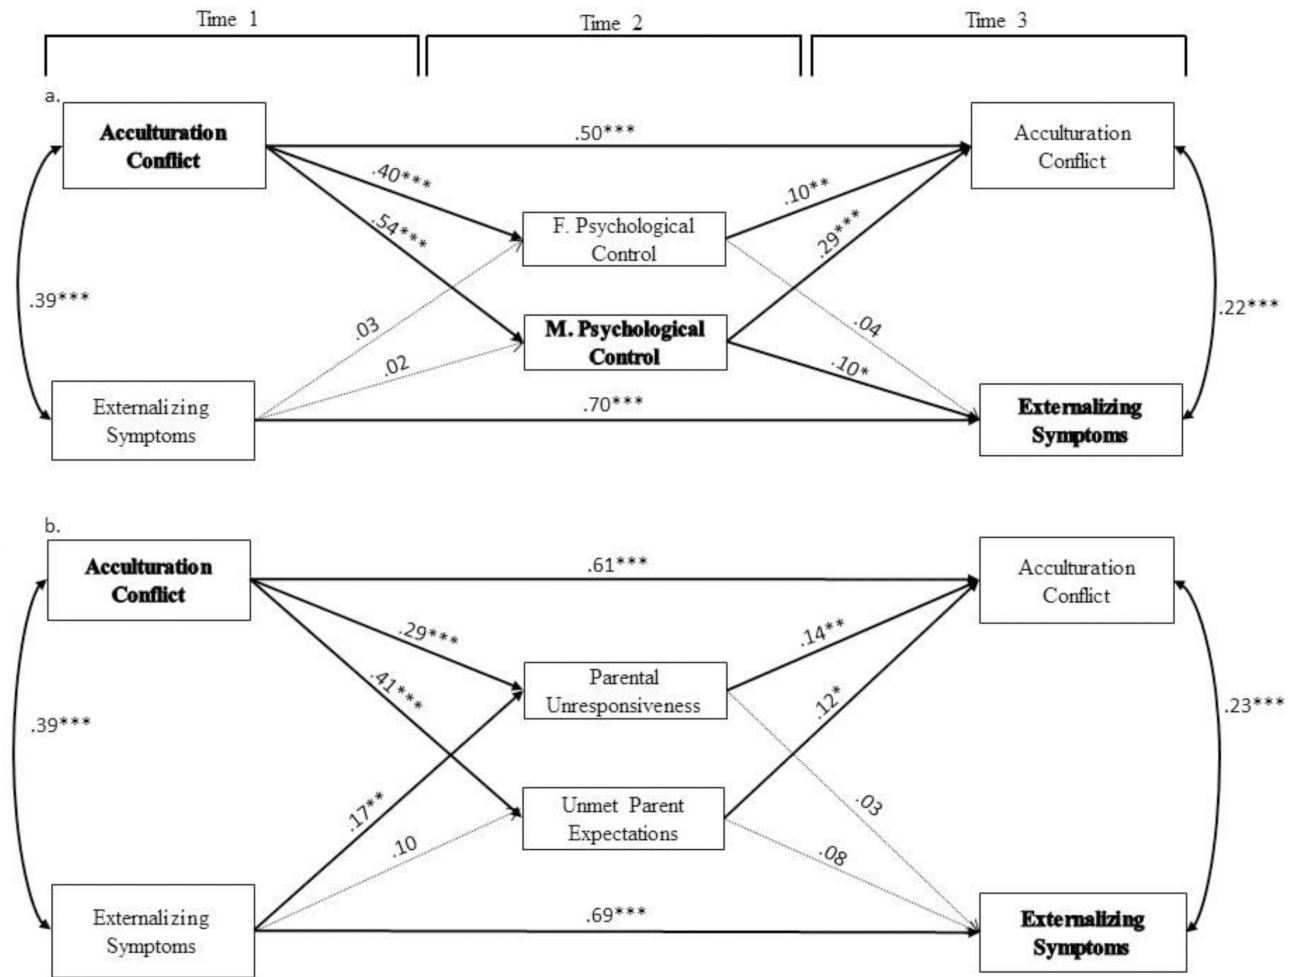 Time 1
Time 2
Time 3
a.
Acculturation
Conflict
.50***
Acculturation
Conflict
.40***
.10**
.54***
F. Psychological
Control
.29***
.39***
.03
.04
.22***
M. Psychological
Control
.02
.10*
Externalizing
Symptoms
.70***
Externalizing
Symptoms
b.
Acculturation
Conflict
.61***
Acculturation
Conflict
.29***
.14**
.41***
Parental
Unresponsiveness
.12*
.39***
.23***
.17**
Unmet Parent
Expectations
.03
.10
.08
Externalizing
Symptoms
.69***
Externalizing
Symptoms